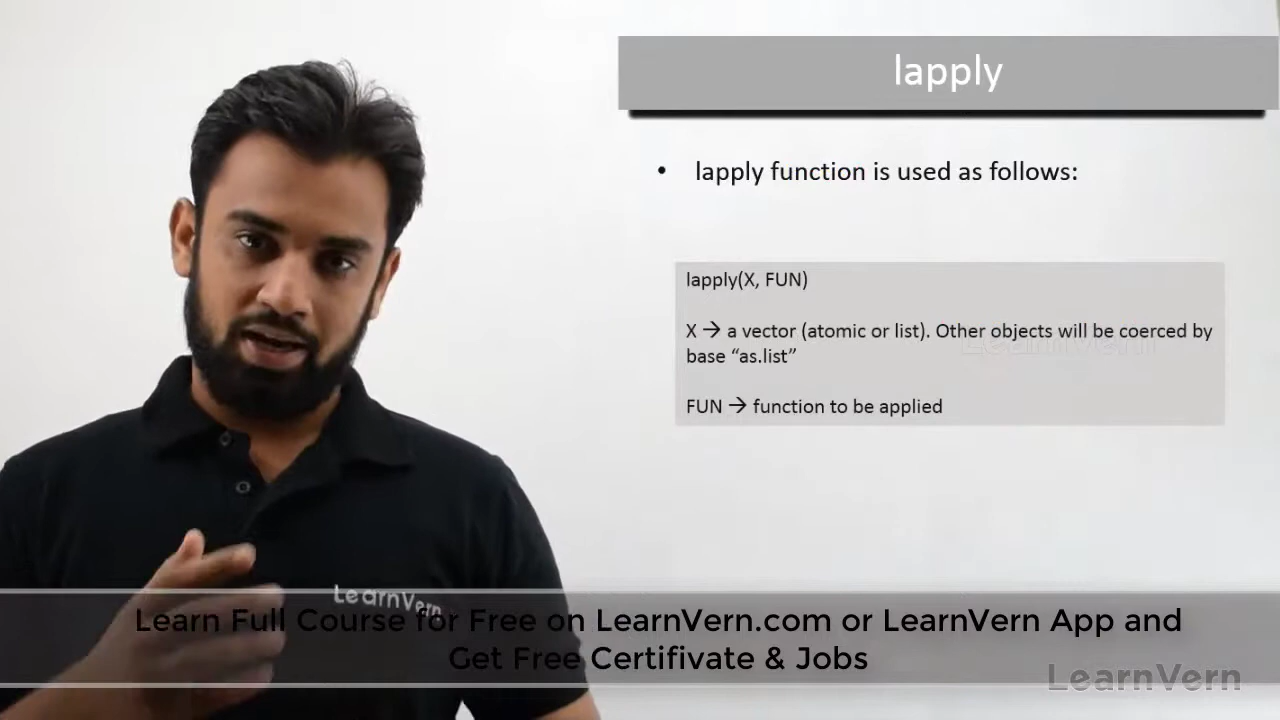 lapply
• lapply function is used as follows:
lapply(X, FUN)
X → a vector (atomic or list). Other objects will be coerced by
base “as.list”
FUN → function to be applied
LearnVern
LearnVern
Learn Full Course for Free on LearnVern.com or LearnVern App and
Get Free Certifivate & Jobs
LearnVern